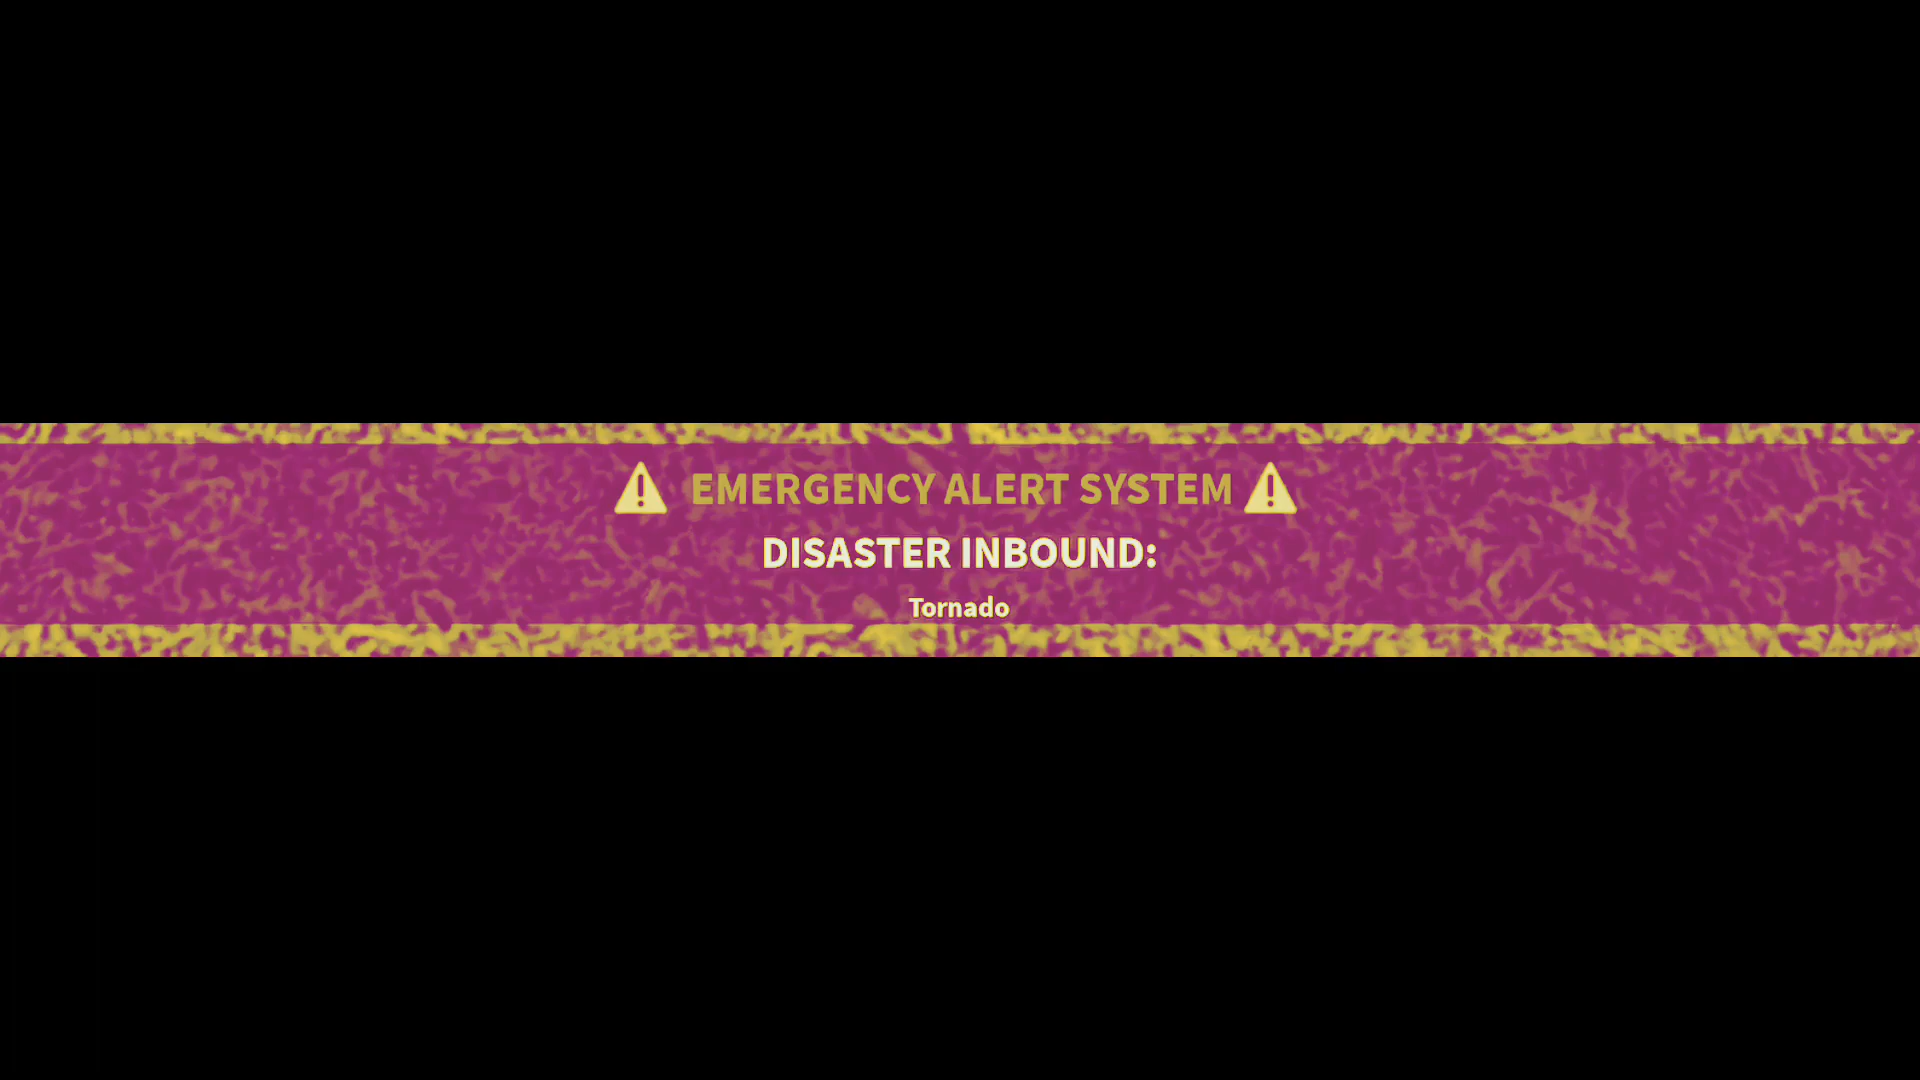 ⚠ EMERGENCY ALERT SYSTEM ⚠
DISASTER INBOUND:
Tornado